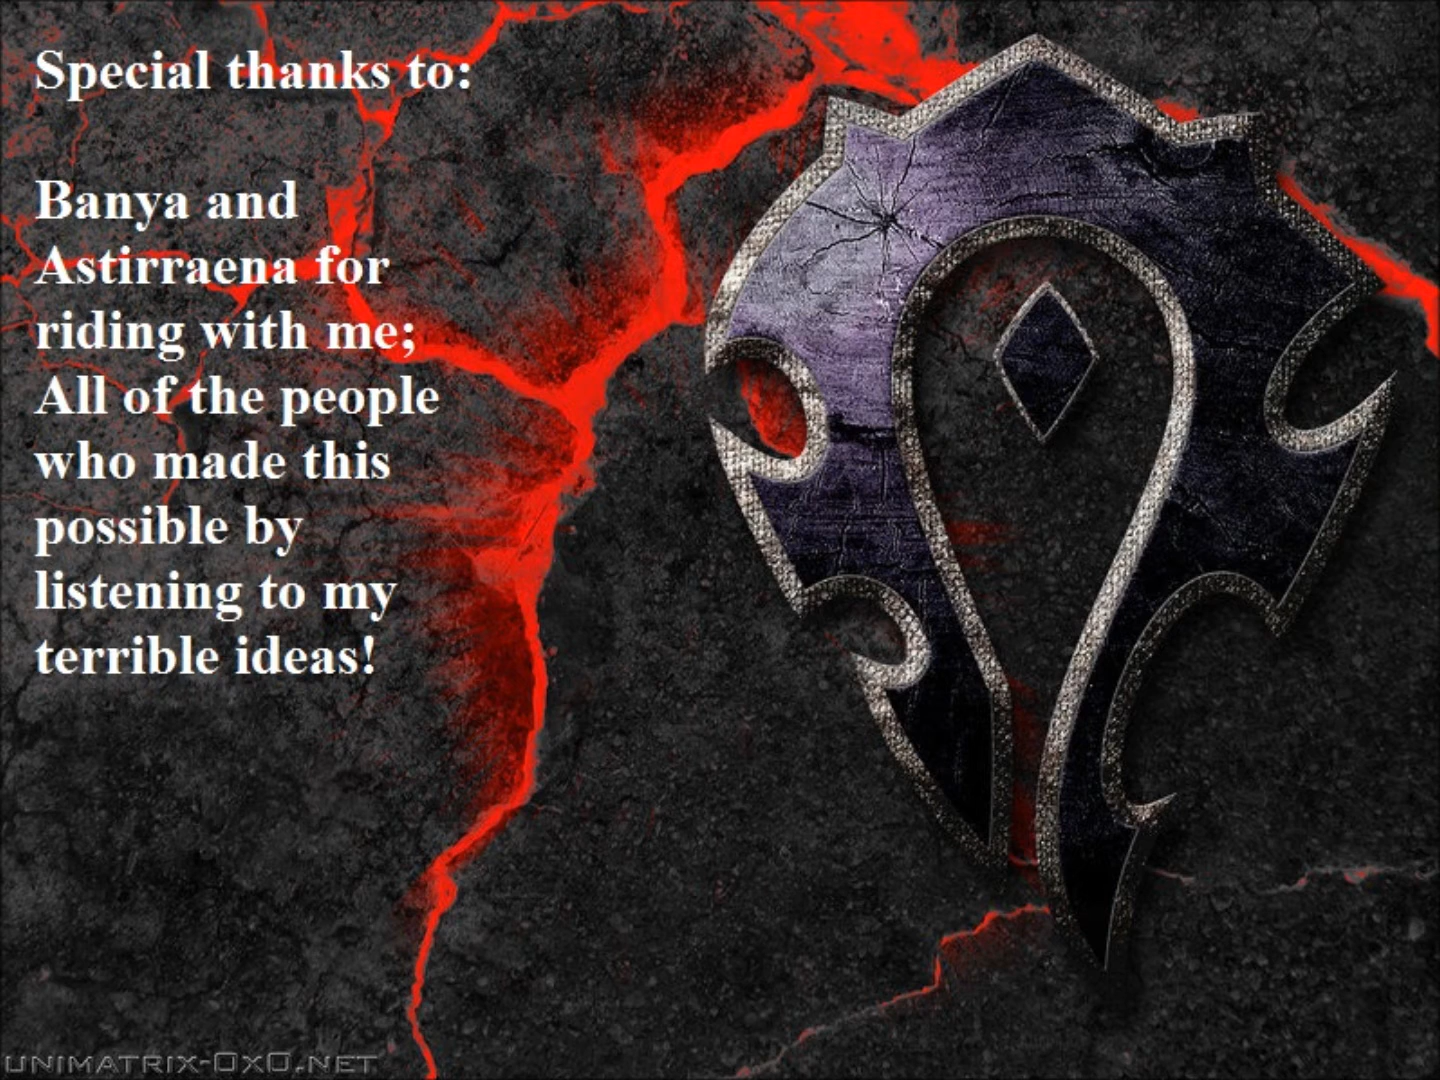 Special thanks to:
Banya and
Astirraena for
riding with me;
All of the people
who made this
possible by
listening to my
terrible ideas!
UNIMATRIX-0X0.NET